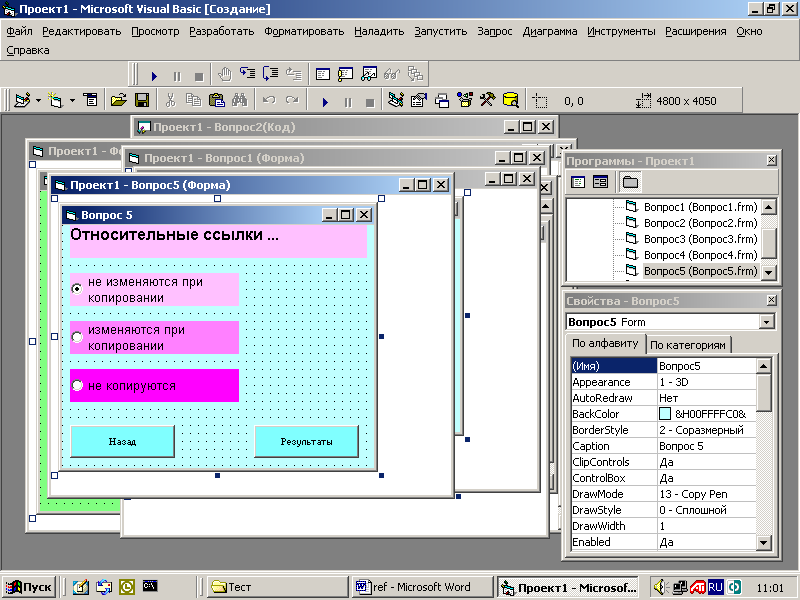 Проект1 - Microsoft Visual Basic [Создание]
Файл Редактировать Просмотр Разработать Форматировать Наладить Запустить Запрос Диаграмма Инструменты Расширения Окно
Справка
0, 0 4800 x 4050
Проект1 - Вопрос2(Код)
Проект1 - Ф
Проект1 - Вопрос1 (Форма)
Проект1 - Вопрос5 (Форма)
Вопрос 5
Относительные ссылки ...
не изменяются при
копировании
изменяются при
копировании
не копируются
Назад Результаты
Программы - Проект1
Вопрос1 (Вопрос1.frm)
Вопрос2 (Вопрос2.frm)
Вопрос3 (Вопрос3.frm)
Вопрос4 (Вопрос4.frm)
Вопрос5 (Вопрос5.frm)
Свойства - Вопрос5
Вопрос5 Form
По алфавиту По категориям
(Имя) Вопрос5
Appearance 1 - 3D
AutoRedraw Нет
BackColor &H00FFFFC0&
BorderStyle 2 - Соразмерный
Caption Вопрос 5
ClipControls Да
ControlBox Да
DrawMode 13 - Copy Pen
DrawStyle 0 - Сплошной
DrawWidth 1
Enabled Да
Пуск Тест ref - Microsoft Word Проект1 - Microsof... RU 11:01